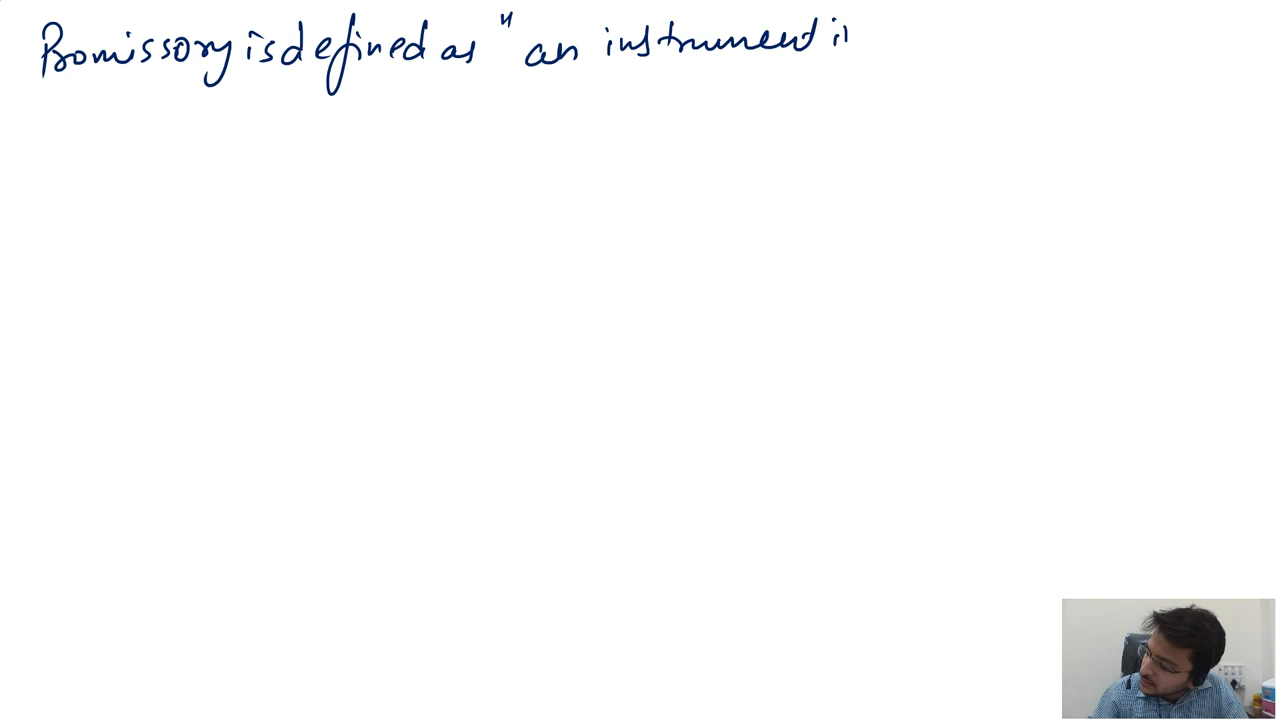 Promissory is defined as " an instrument i